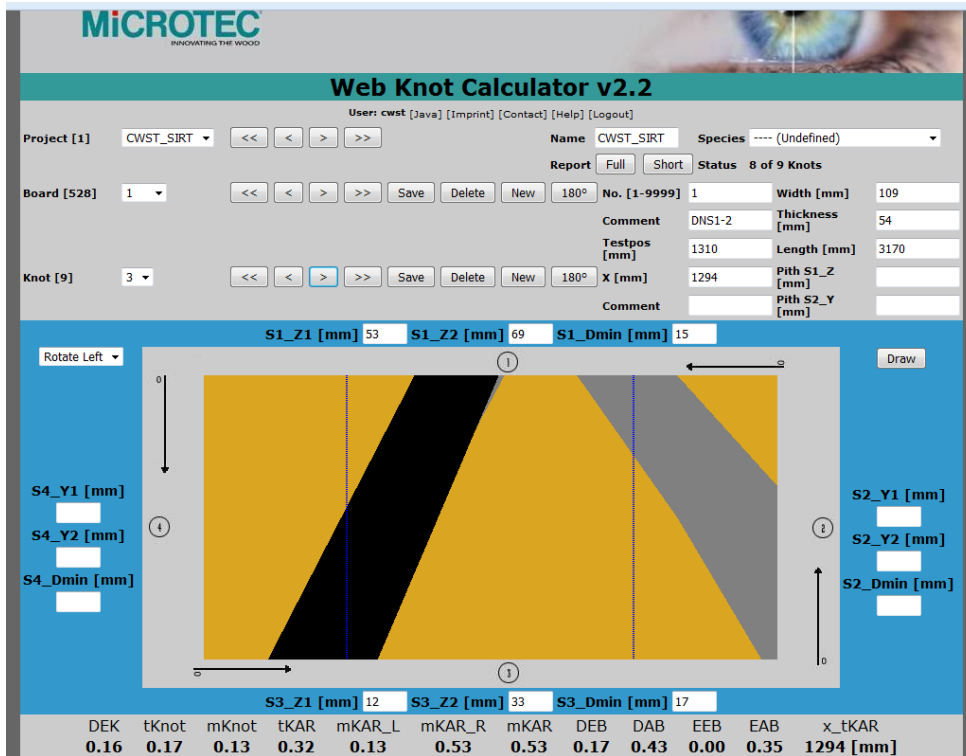 MiCROTEC
INNOVATING THE WOOD
Web Knot Calculator v2.2
User: cwst [Java] [Imprint] [Contact] [Help] [Logout]
Project [1] CWST_SIRT << < > >> Name CWST_SIRT Species ---- (Undefined)
Report Full Short Status 8 of 9 Knots
Board [528] 1 << < > >> Save Delete New 180º No. [1-9999] 1 Width [mm] 109
Comment DNS1-2 Thickness [mm] 54
Testpos [mm] 1310 Length [mm] 3170
Knot [9] 3 << < > >> Save Delete New 180º X [mm] 1294 Pith S1_Z [mm]
Comment Pith S2_Y [mm]
S1_Z1 [mm] 53 S1_Z2 [mm] 69 S1_Dmin [mm] 15
Rotate Left 1 Draw
0 0
S4_Y1 [mm] S2_Y1 [mm]
4 2
S4_Y2 [mm] S2_Y2 [mm]
S4_Dmin [mm] S2_Dmin [mm]
0 3 0
S3_Z1 [mm] 12 S3_Z2 [mm] 33 S3_Dmin [mm] 17
DEK tKnot mKnot tKAR mKAR_L mKAR_R mKAR DEB DAB EEB EAB x_tKAR
0.16 0.17 0.13 0.32 0.13 0.53 0.53 0.17 0.43 0.00 0.35 1294 [mm]